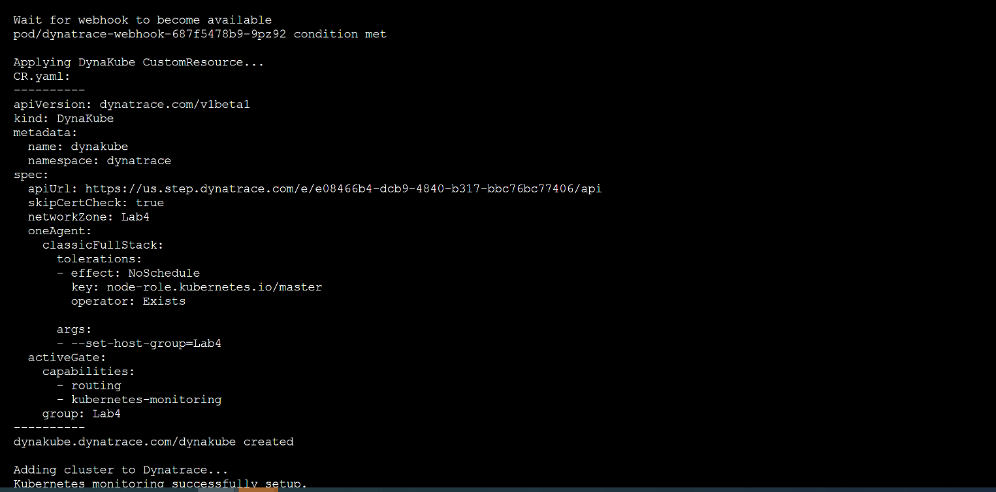 Wait for webhook to become available
pod/dynatrace-webhook-687f5478b9-9pz92 condition met
Applying DynaKube CustomResource...
CR.yaml:
----------
apiVersion: dynatrace.com/v1beta1
kind: DynaKube
metadata:
  name: dynakube
  namespace: dynatrace
spec:
  apiUrl: https://us.step.dynatrace.com/e/e08466b4-dcb9-4840-b317-bbc76bc77406/api
  skipCertCheck: true
  networkZone: Lab4
  oneAgent:
    classicFullStack:
      tolerations:
      - effect: NoSchedule
        key: node-role.kubernetes.io/master
        operator: Exists
      args:
      - --set-host-group=Lab4
  activeGate:
    capabilities:
      - routing
      - kubernetes-monitoring
    group: Lab4
----------
dynakube.dynatrace.com/dynakube created
Adding cluster to Dynatrace...
Kubernetes monitoring successfully setup.